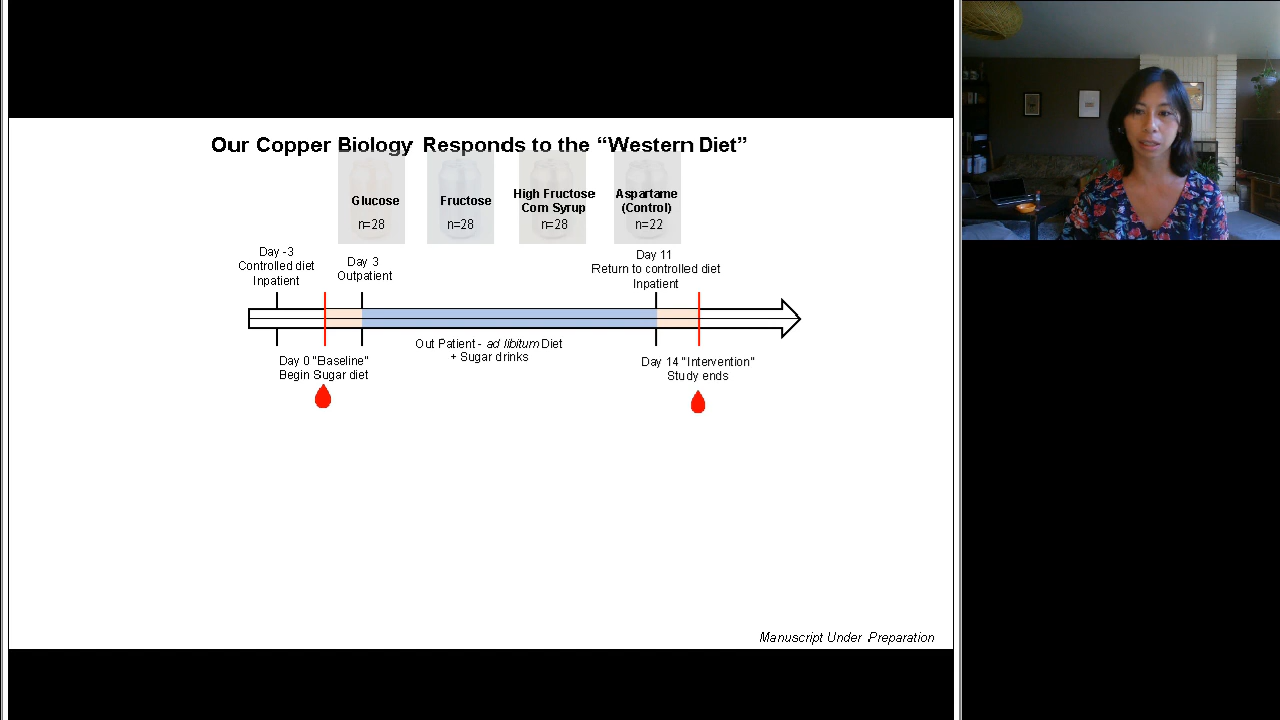 Our Copper Biology Responds to the “Western Diet”
Glucose
n=28
Fructose
n=28
High Fructose
Corn Syrup
n=28
Aspartame
(Control)
n=22
Day -3
Controlled diet
Inpatient
Day 3
Outpatient
Day 11
Return to controlled diet
Inpatient
Day 0 "Baseline"
Begin Sugar diet
Out Patient - ad libitum Diet
+ Sugar drinks
Day 14 "Intervention"
Study ends
Manuscript Under Preparation